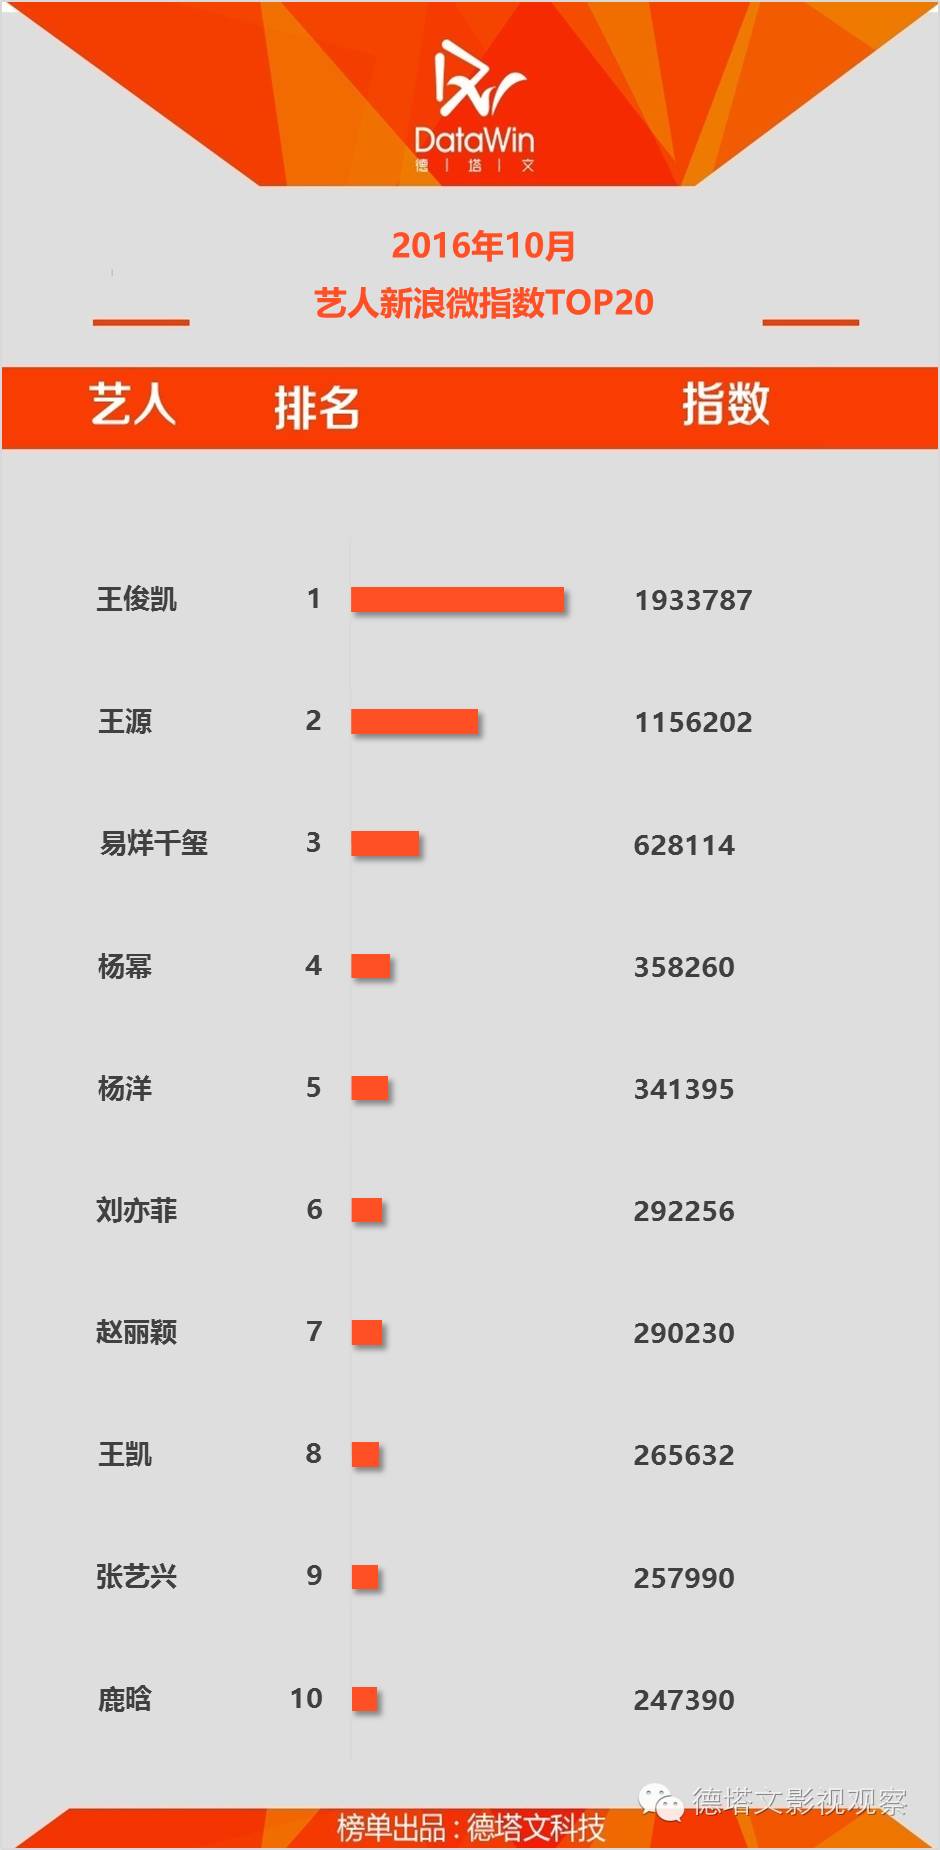 DataWin
德 | 塔 | 文
2016年10月
艺人新浪微指数TOP20
艺人 排名 指数
王俊凯 1 1933787
王源 2 1156202
易烊千玺 3 628114
杨幂 4 358260
杨洋 5 341395
刘亦菲 6 292256
赵丽颖 7 290230
王凯 8 265632
张艺兴 9 257990
鹿晗 10 247390
德塔文影视观察
榜单出品：德塔文科技